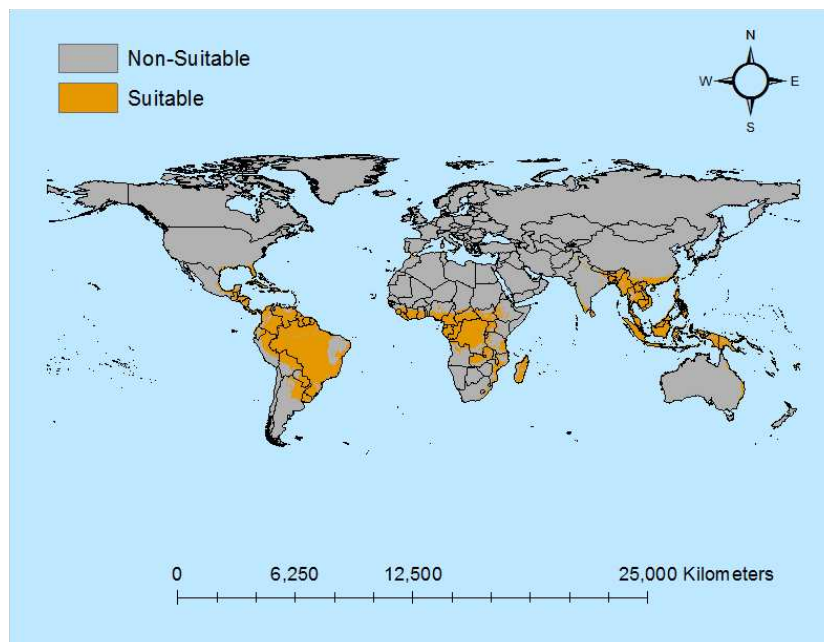 Non-Suitable
Suitable
N
W E
S
0 6,250 12,500 25,000 Kilometers